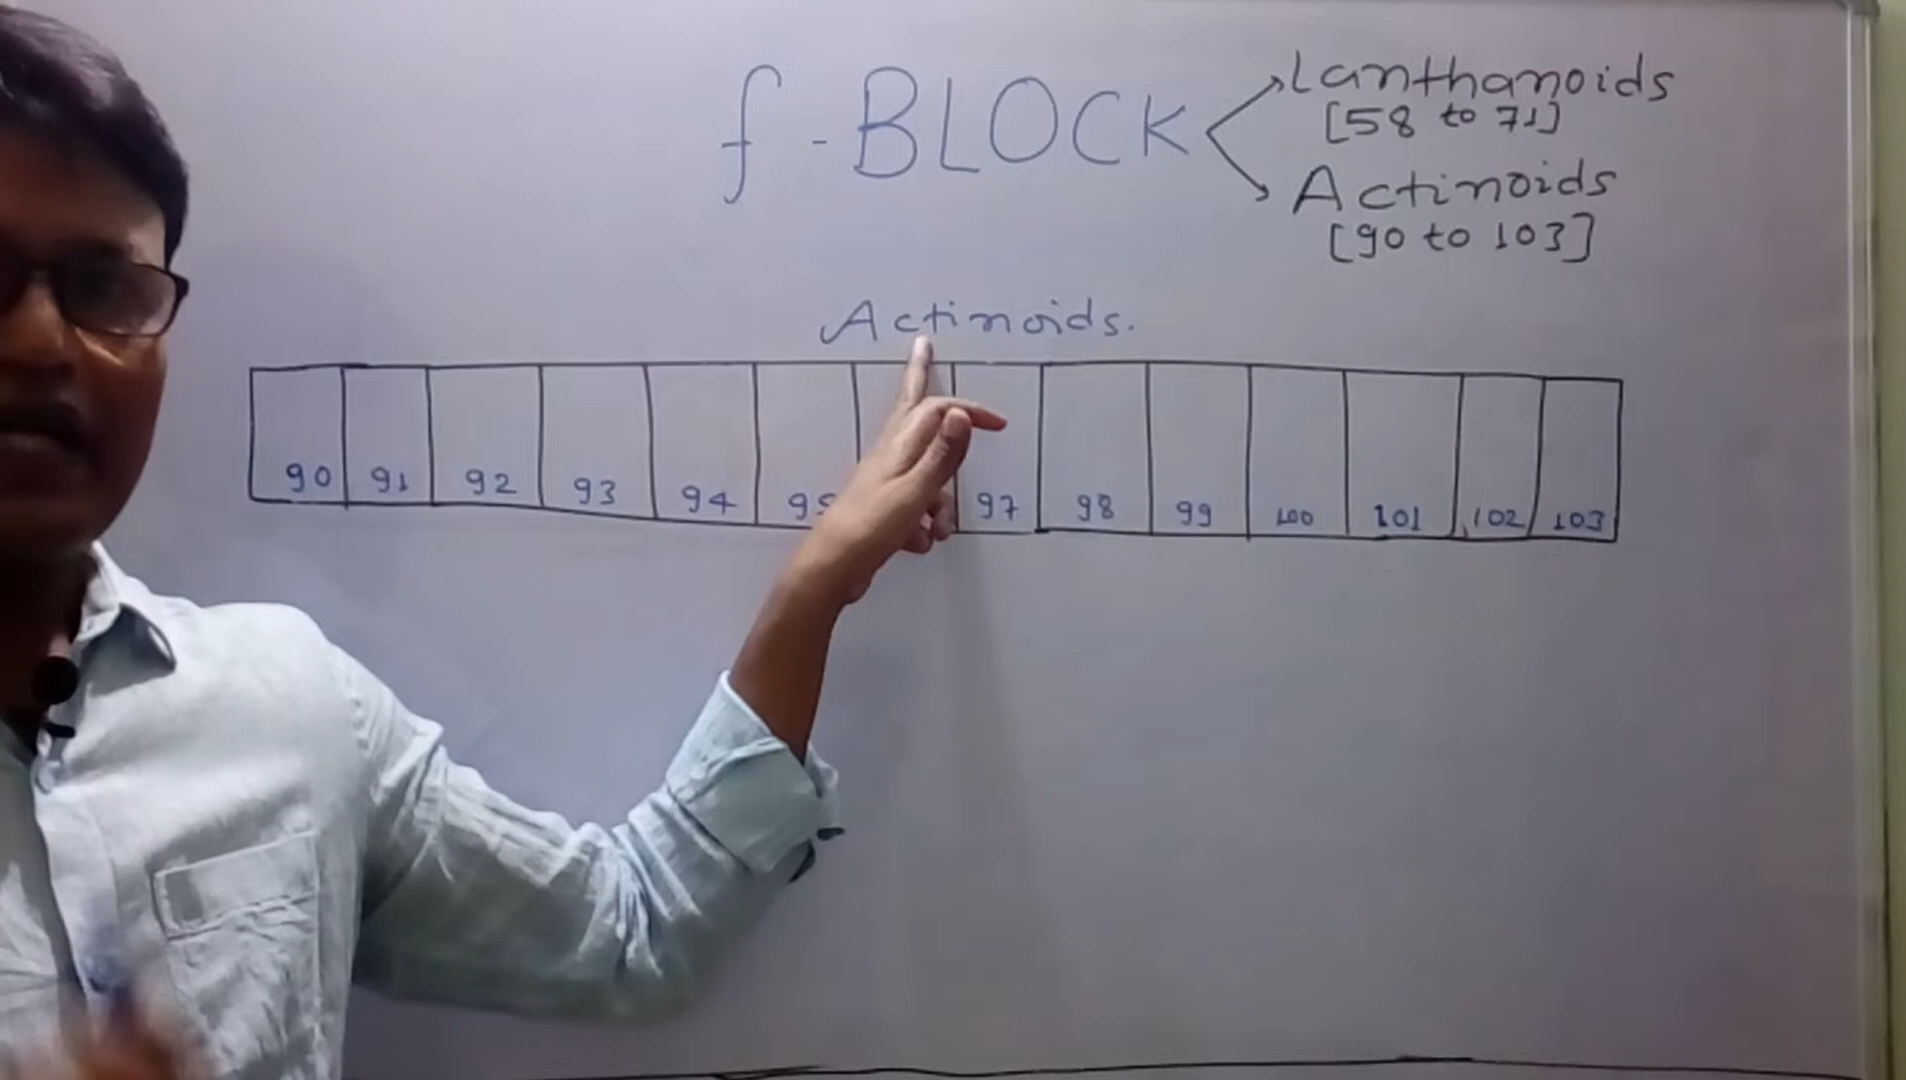 f-BLOCK
Lanthanoids
[58 to 71]
Actinoids
[90 to 103]
Actinoids.
90 91 92 93 94 95 97 98 99 100 101 102 103